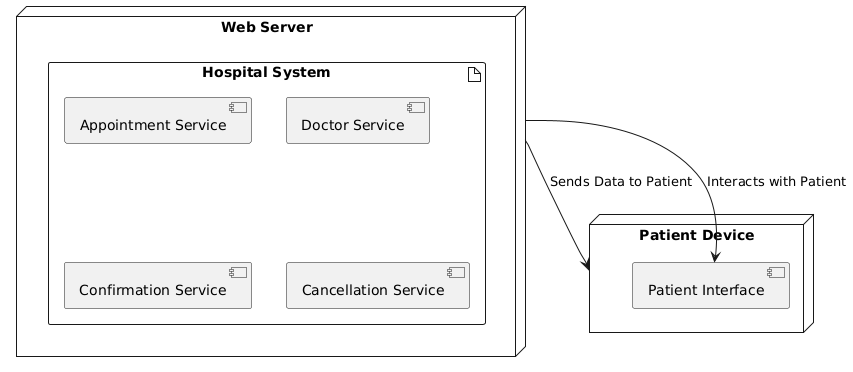 Web Server
Hospital System
Appointment Service
Doctor Service
Sends Data to Patient
Interacts with Patient
Patient Device
Confirmation Service
Cancellation Service
Patient Interface